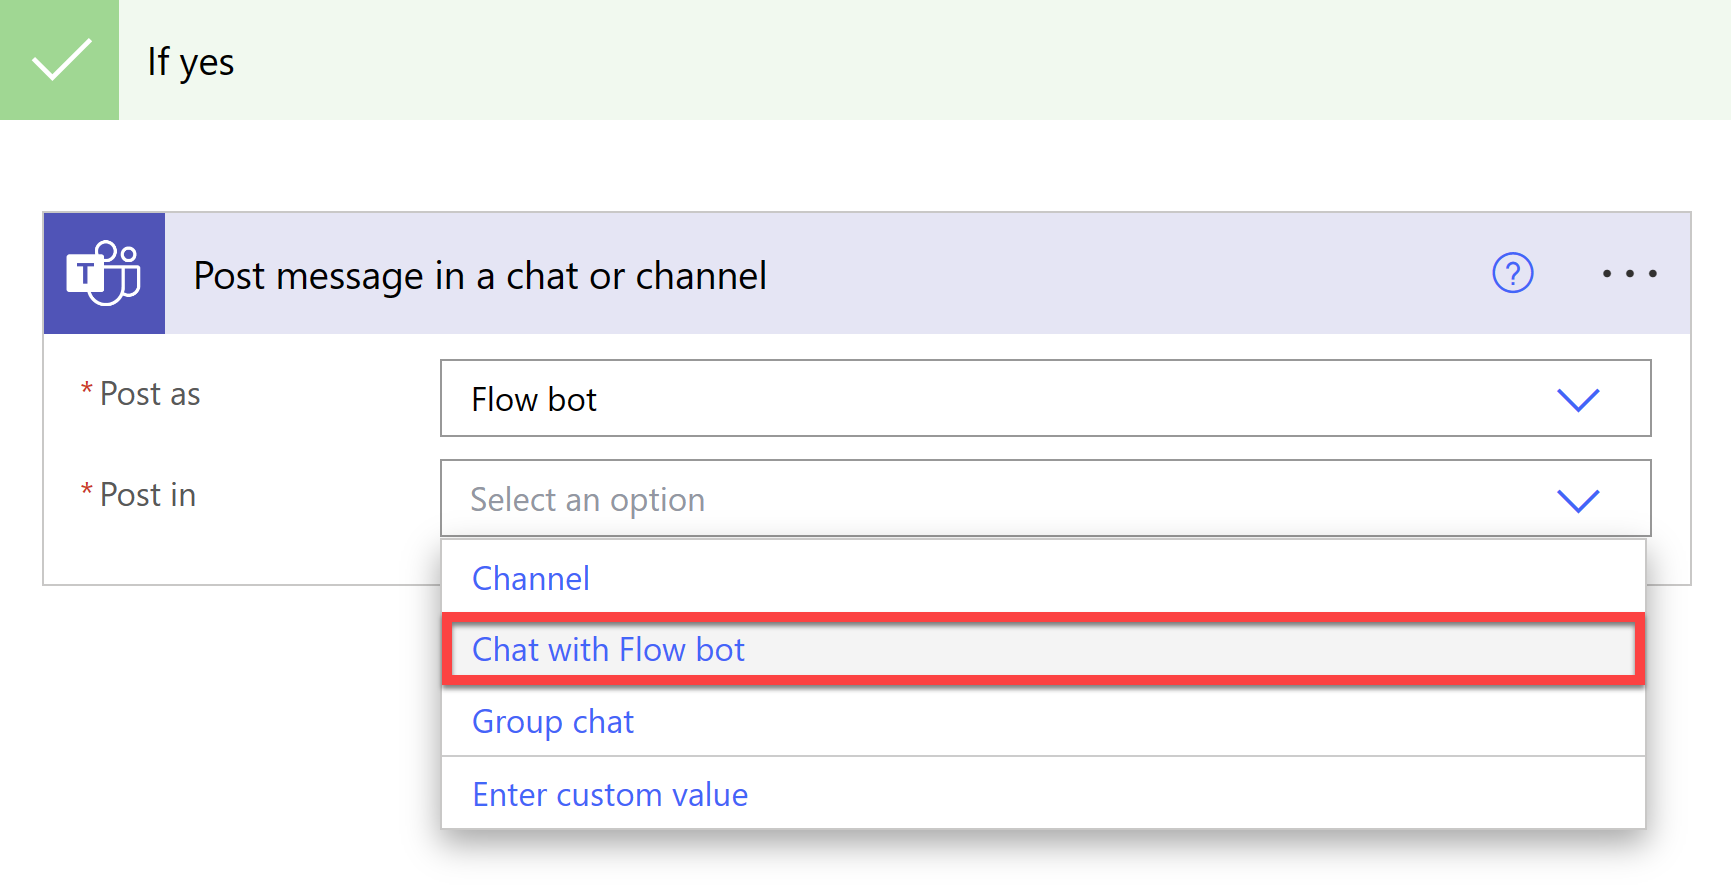 If yes
T
Post message in a chat or channel
?
* Post as
Flow bot
* Post in
Select an option
Channel
Chat with Flow bot
Group chat
Enter custom value